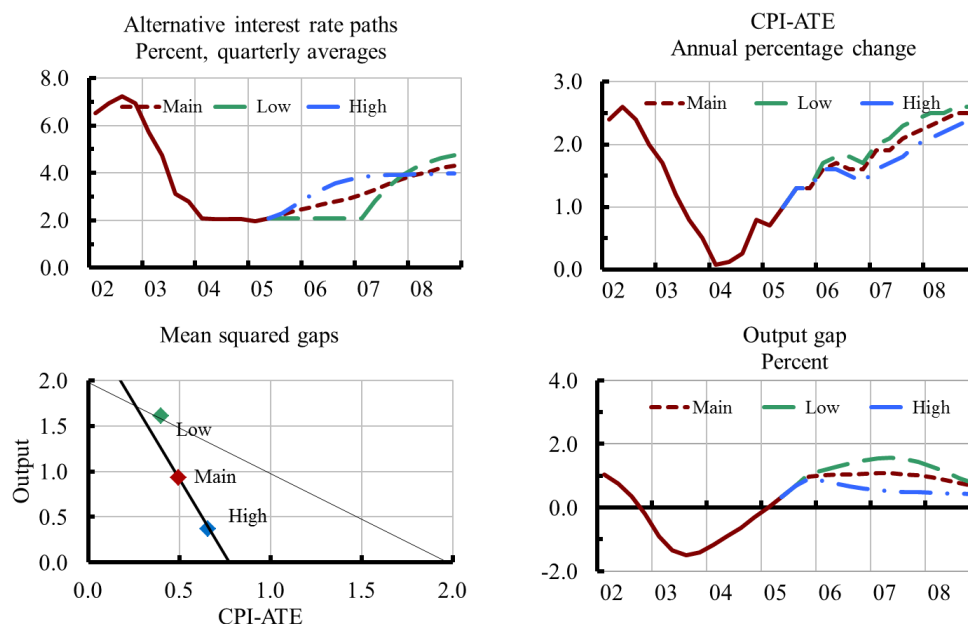 Alternative interest rate paths
Percent, quarterly averages
8.0
6.0
4.0
2.0
0.0
Main Low High
02 03 04 05 06 07 08
CPI-ATE
Annual percentage change
3.0
2.0
1.0
0.0
Main Low High
02 03 04 05 06 07 08
Mean squared gaps
Output
2.0
1.5
1.0
0.5
0.0
Low
Main
High
0.0 0.5 1.0 1.5 2.0
CPI-ATE
Output gap
Percent
4.0
2.0
0.0
-2.0
Main Low High
02 03 04 05 06 07 08